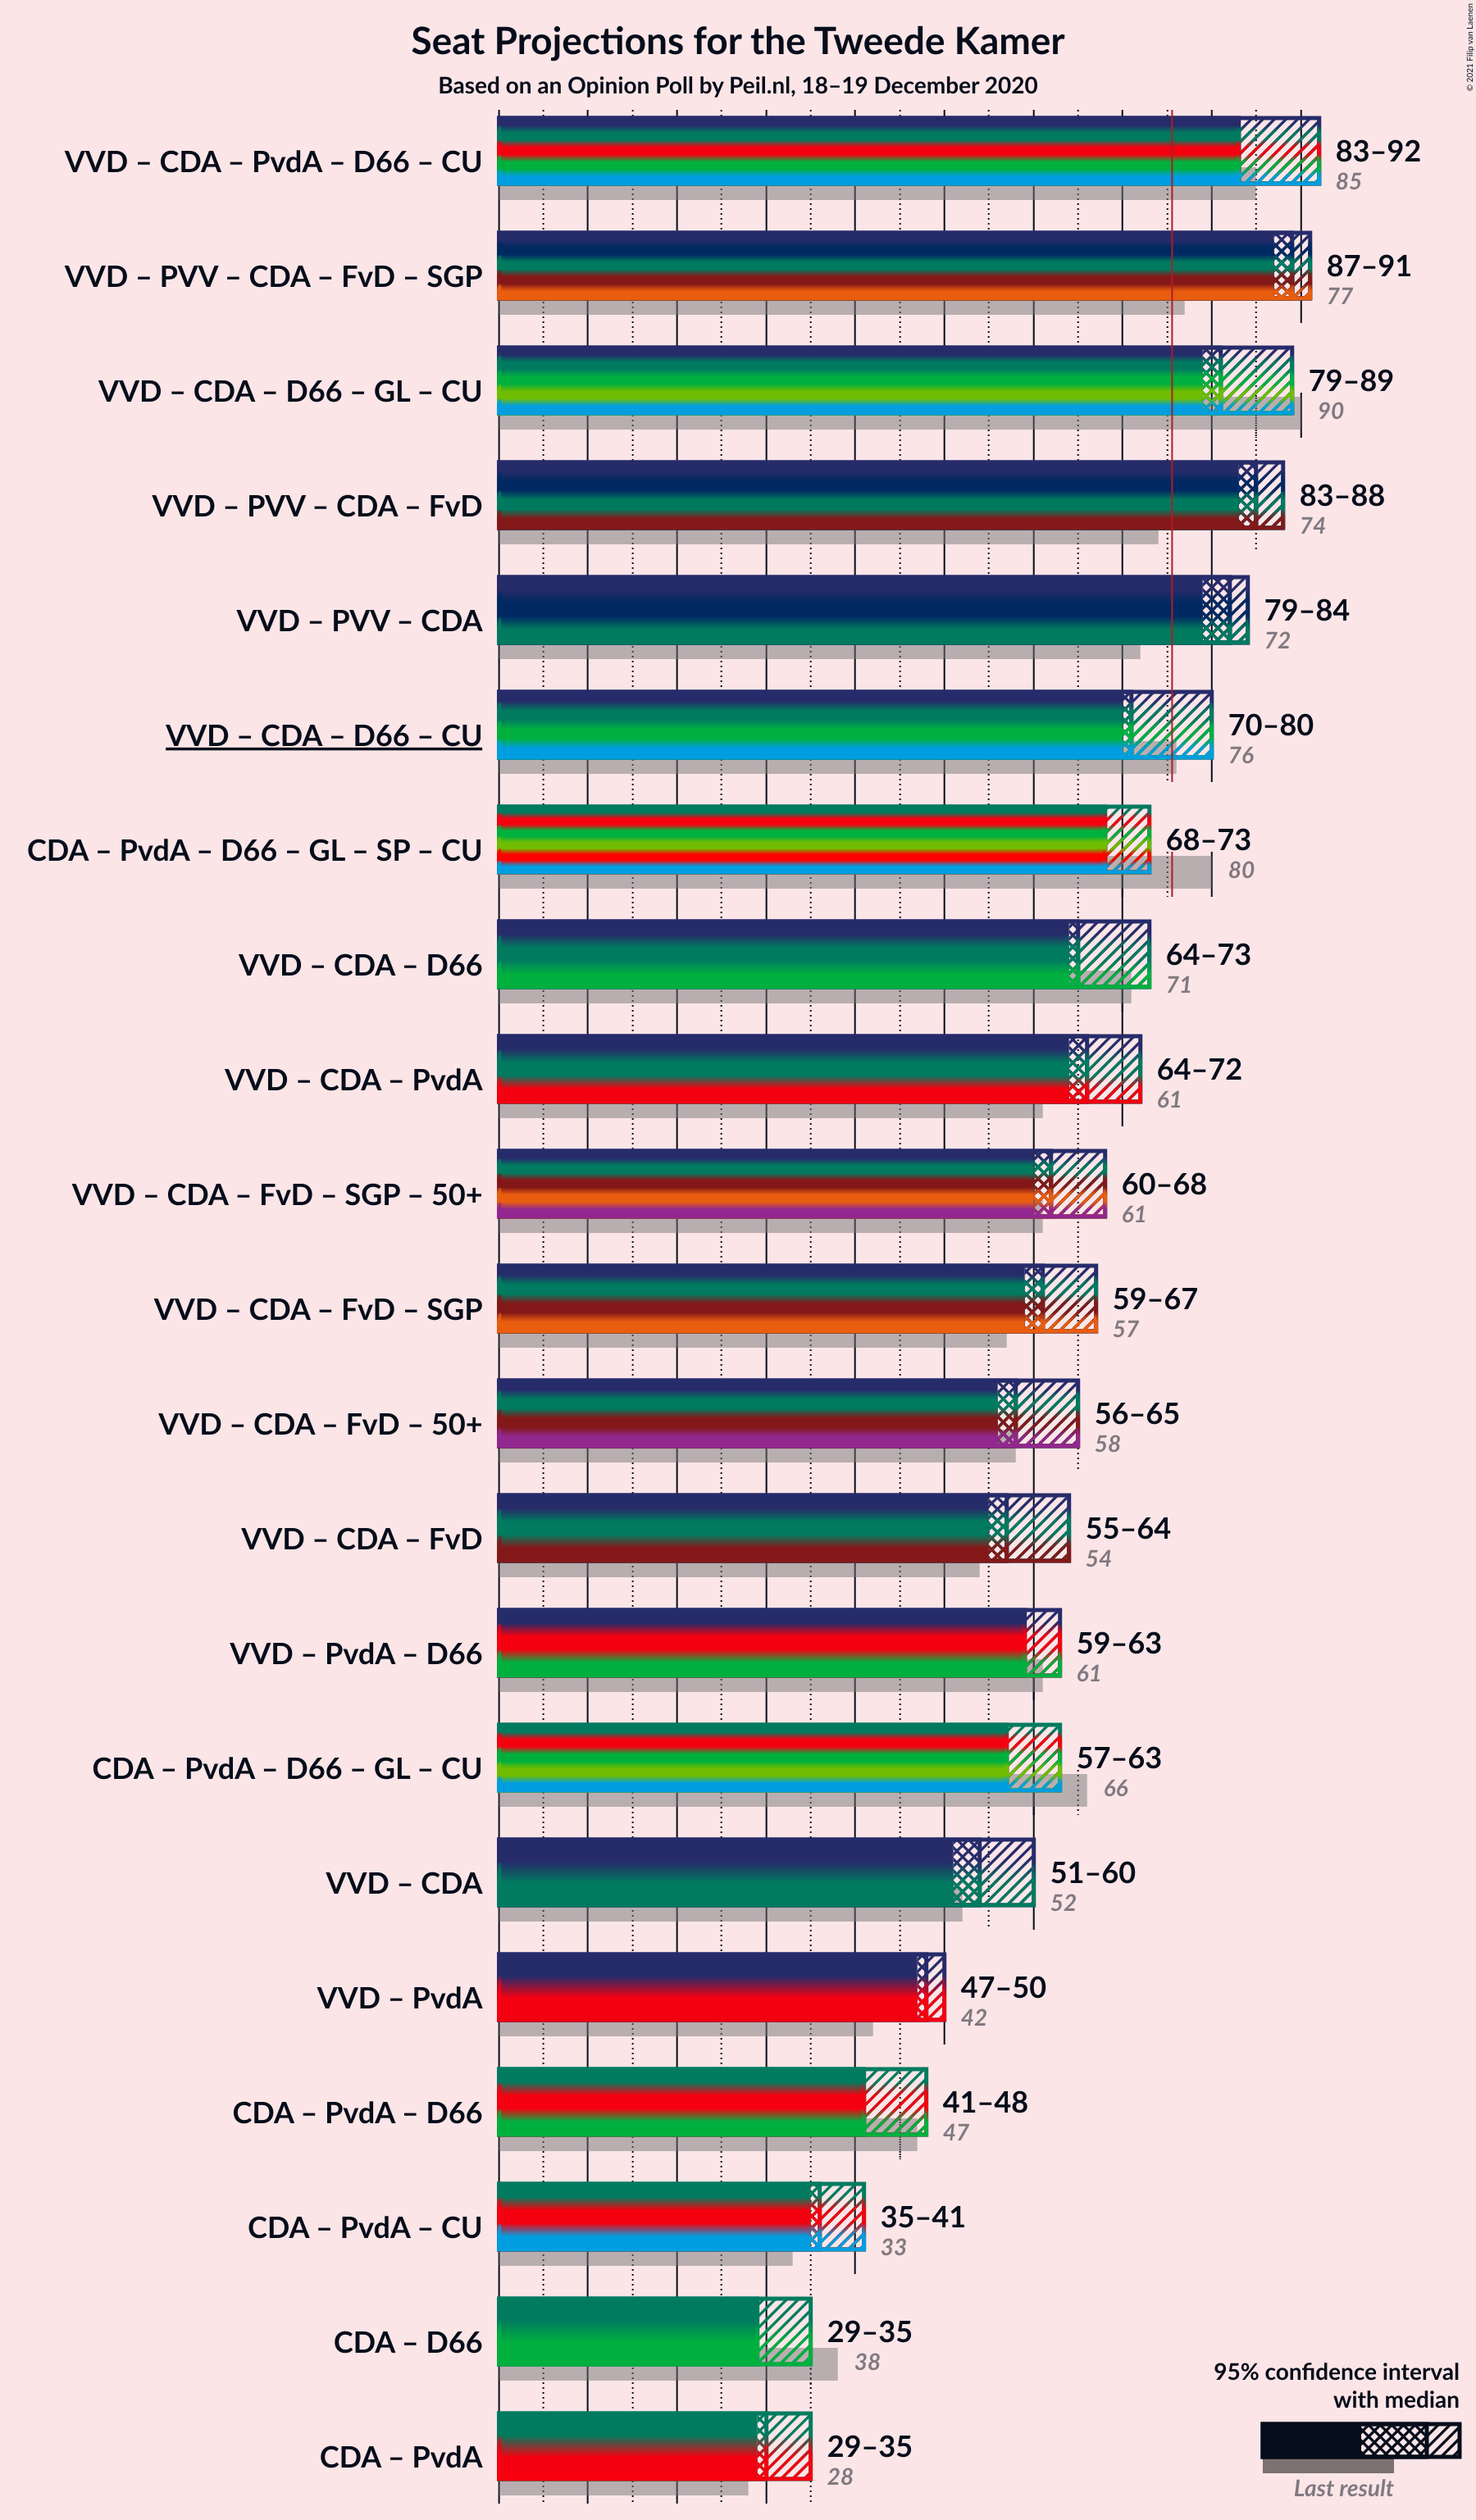 Seat Projections for the Tweede Kamer
Based on an Opinion Poll by Peil.nl, 18–19 December 2020
© 2021 Filip van Laenen
VVD – CDA – PvdA – D66 – CU
83–92
85
VVD – PVV – CDA – FvD – SGP
87–91
77
VVD – CDA – D66 – GL – CU
79–89
90
VVD – PVV – CDA – FvD
83–88
74
VVD – PVV – CDA
79–84
72
VVD – CDA – D66 – CU
70–80
76
CDA – PvdA – D66 – GL – SP – CU
68–73
80
VVD – CDA – D66
64–73
71
VVD – CDA – PvdA
64–72
61
VVD – CDA – FvD – SGP – 50+
60–68
61
VVD – CDA – FvD – SGP
59–67
57
VVD – CDA – FvD – 50+
56–65
58
VVD – CDA – FvD
55–64
54
VVD – PvdA – D66
59–63
61
CDA – PvdA – D66 – GL – CU
57–63
66
VVD – CDA
51–60
52
VVD – PvdA
47–50
42
CDA – PvdA – D66
41–48
47
CDA – PvdA – CU
35–41
33
CDA – D66
29–35
38
CDA – PvdA
29–35
28
95% confidence interval
with median
Last result